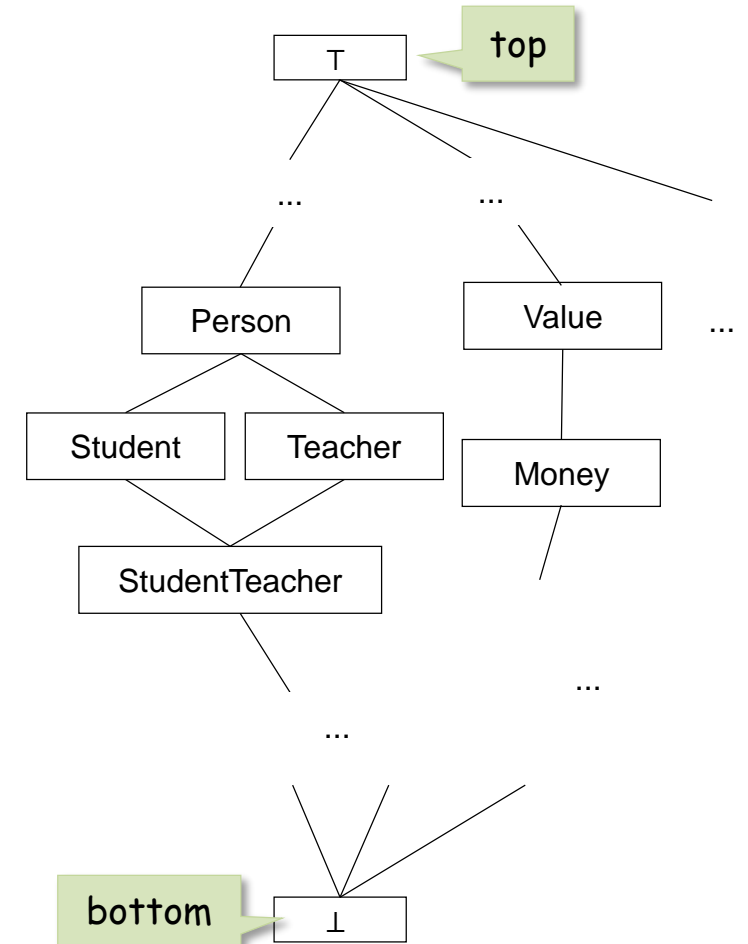 ⊤
top
...
...
Person
Value
...
Student
Teacher
Money
StudentTeacher
...
...
bottom
⊥